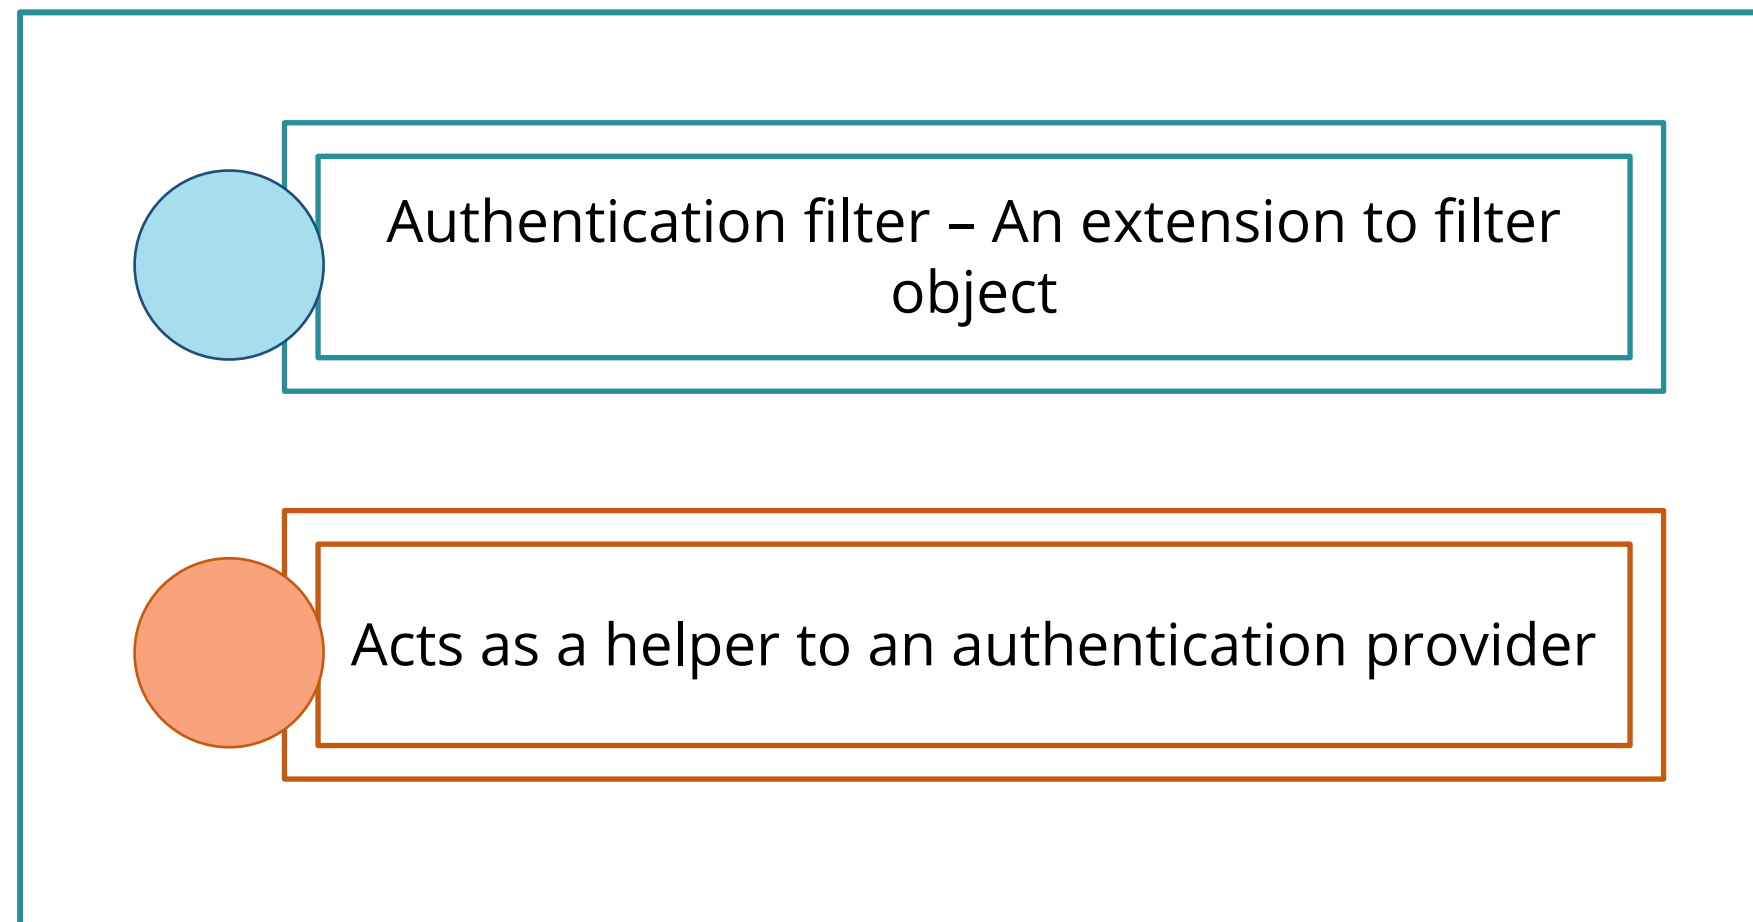 Authentication filter – An extension to filter
object
Acts as a helper to an authentication provider